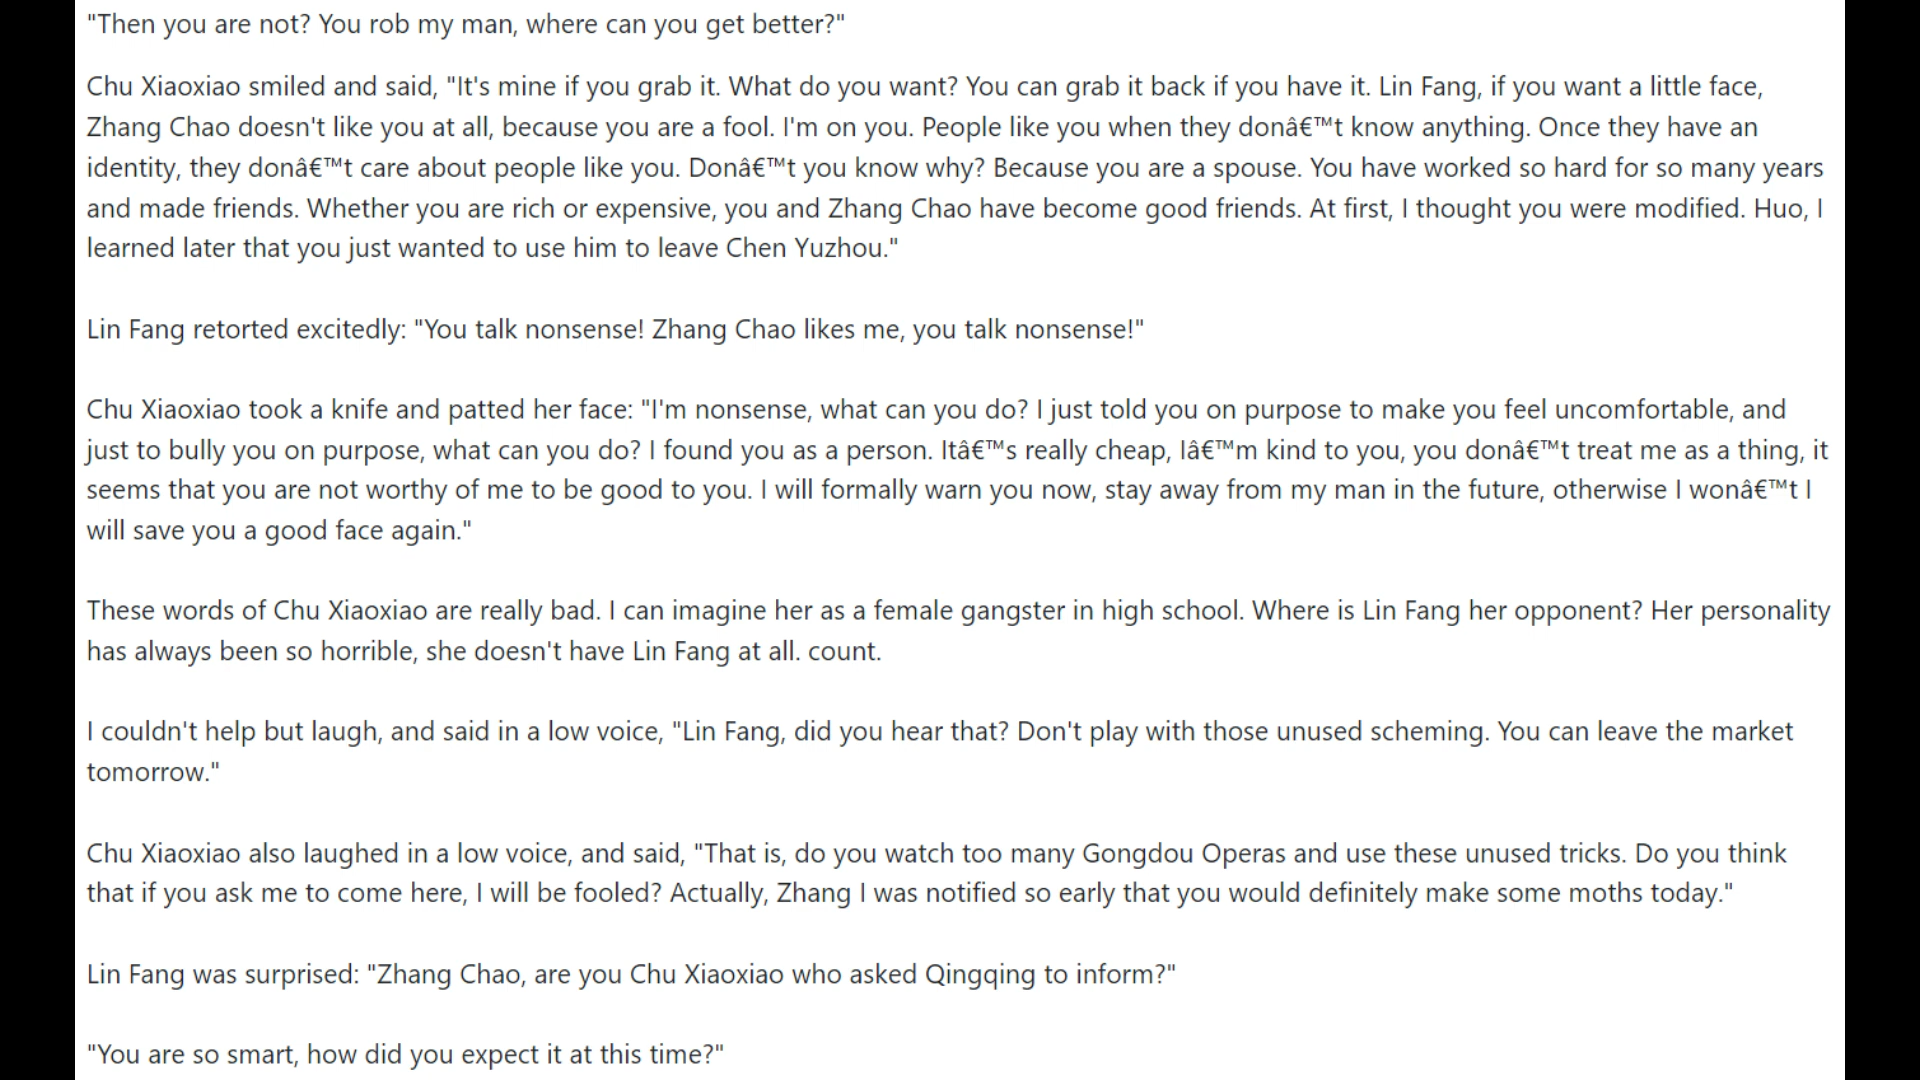 "Then you are not? You rob my man, where can you get better?"
Chu Xiaoxiao smiled and said, "It's mine if you grab it. What do you want? You can grab it back if you have it. Lin Fang, if you want a little face,
Zhang Chao doesn't like you at all, because you are a fool. I'm on you. People like you when they donâ€™t know anything. Once they have an
identity, they donâ€™t care about people like you. Donâ€™t you know why? Because you are a spouse. You have worked so hard for so many years
and made friends. Whether you are rich or expensive, you and Zhang Chao have become good friends. At first, I thought you were modified. Huo, I
learned later that you just wanted to use him to leave Chen Yuzhou."
Lin Fang retorted excitedly: "You talk nonsense! Zhang Chao likes me, you talk nonsense!"
Chu Xiaoxiao took a knife and patted her face: "I'm nonsense, what can you do? I just told you on purpose to make you feel uncomfortable, and
just to bully you on purpose, what can you do? I found you as a person. Itâ€™s really cheap, Iâ€™m kind to you, you donâ€™t treat me as a thing, it
seems that you are not worthy of me to be good to you. I will formally warn you now, stay away from my man in the future, otherwise I wonâ€™t I
will save you a good face again."
These words of Chu Xiaoxiao are really bad. I can imagine her as a female gangster in high school. Where is Lin Fang her opponent? Her personality
has always been so horrible, she doesn't have Lin Fang at all. count.
I couldn't help but laugh, and said in a low voice, "Lin Fang, did you hear that? Don't play with those unused scheming. You can leave the market
tomorrow."
Chu Xiaoxiao also laughed in a low voice, and said, "That is, do you watch too many Gongdou Operas and use these unused tricks. Do you think
that if you ask me to come here, I will be fooled? Actually, Zhang I was notified so early that you would definitely make some moths today."
Lin Fang was surprised: "Zhang Chao, are you Chu Xiaoxiao who asked Qingqing to inform?"
"You are so smart, how did you expect it at this time?"